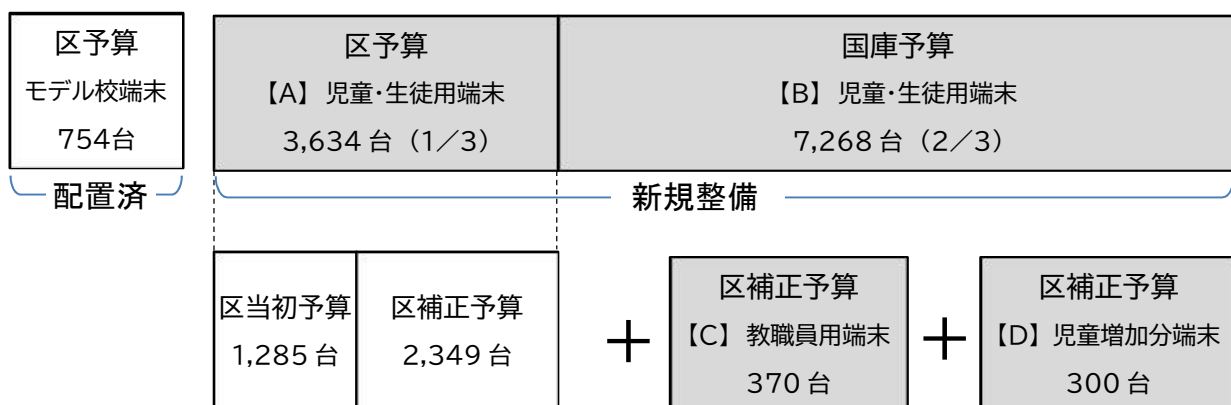 区予算
モデル校端末
754台
区予算
【A】児童・生徒用端末
3,634 台（1／3）
国庫予算
【B】児童・生徒用端末
7,268 台（2／3）
配置済
新規整備
区当初予算
1,285 台
区補正予算
2,349 台
＋
区補正予算
【C】教職員用端末
370 台
＋
区補正予算
【D】児童増加分端末
300 台